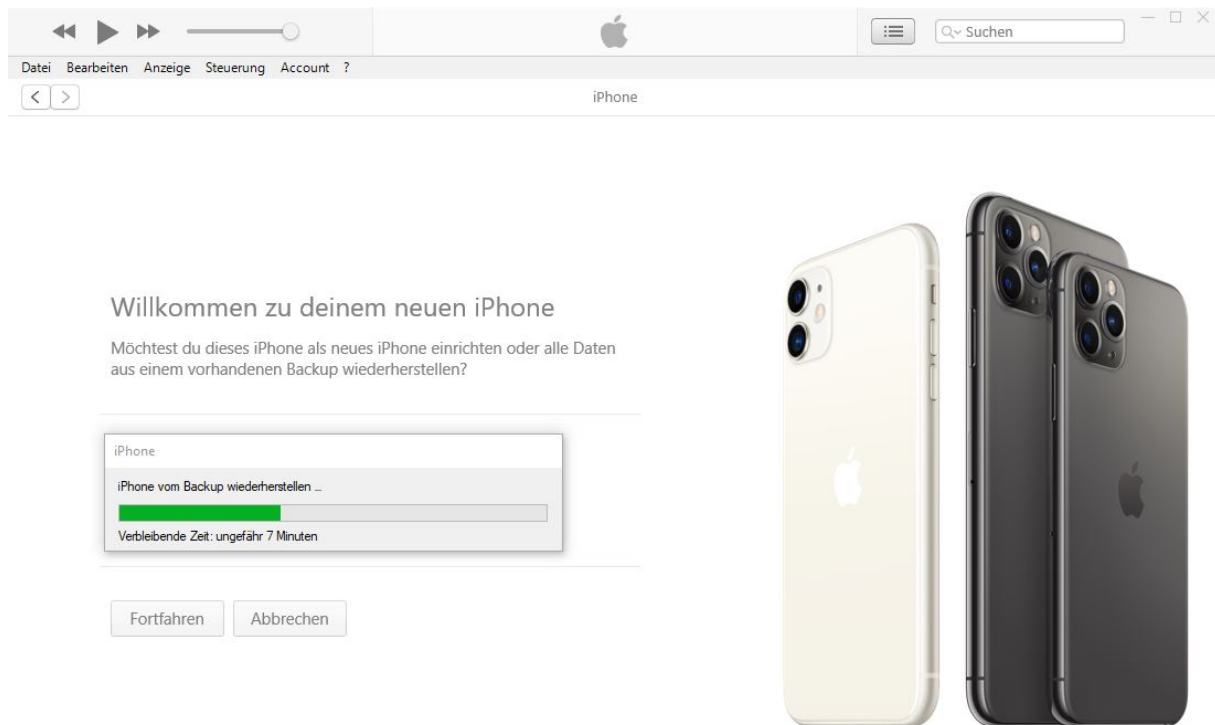 Suchen
Datei Bearbeiten Anzeige Steuerung Account ?
iPhone
Willkommen zu deinem neuen iPhone
Möchtest du dieses iPhone als neues iPhone einrichten oder alle Daten
aus einem vorhandenen Backup wiederherstellen?
iPhone
iPhone vom Backup wiederherstellen ...
Verbleibende Zeit: ungefähr 7 Minuten
Fortfahren Abbrechen